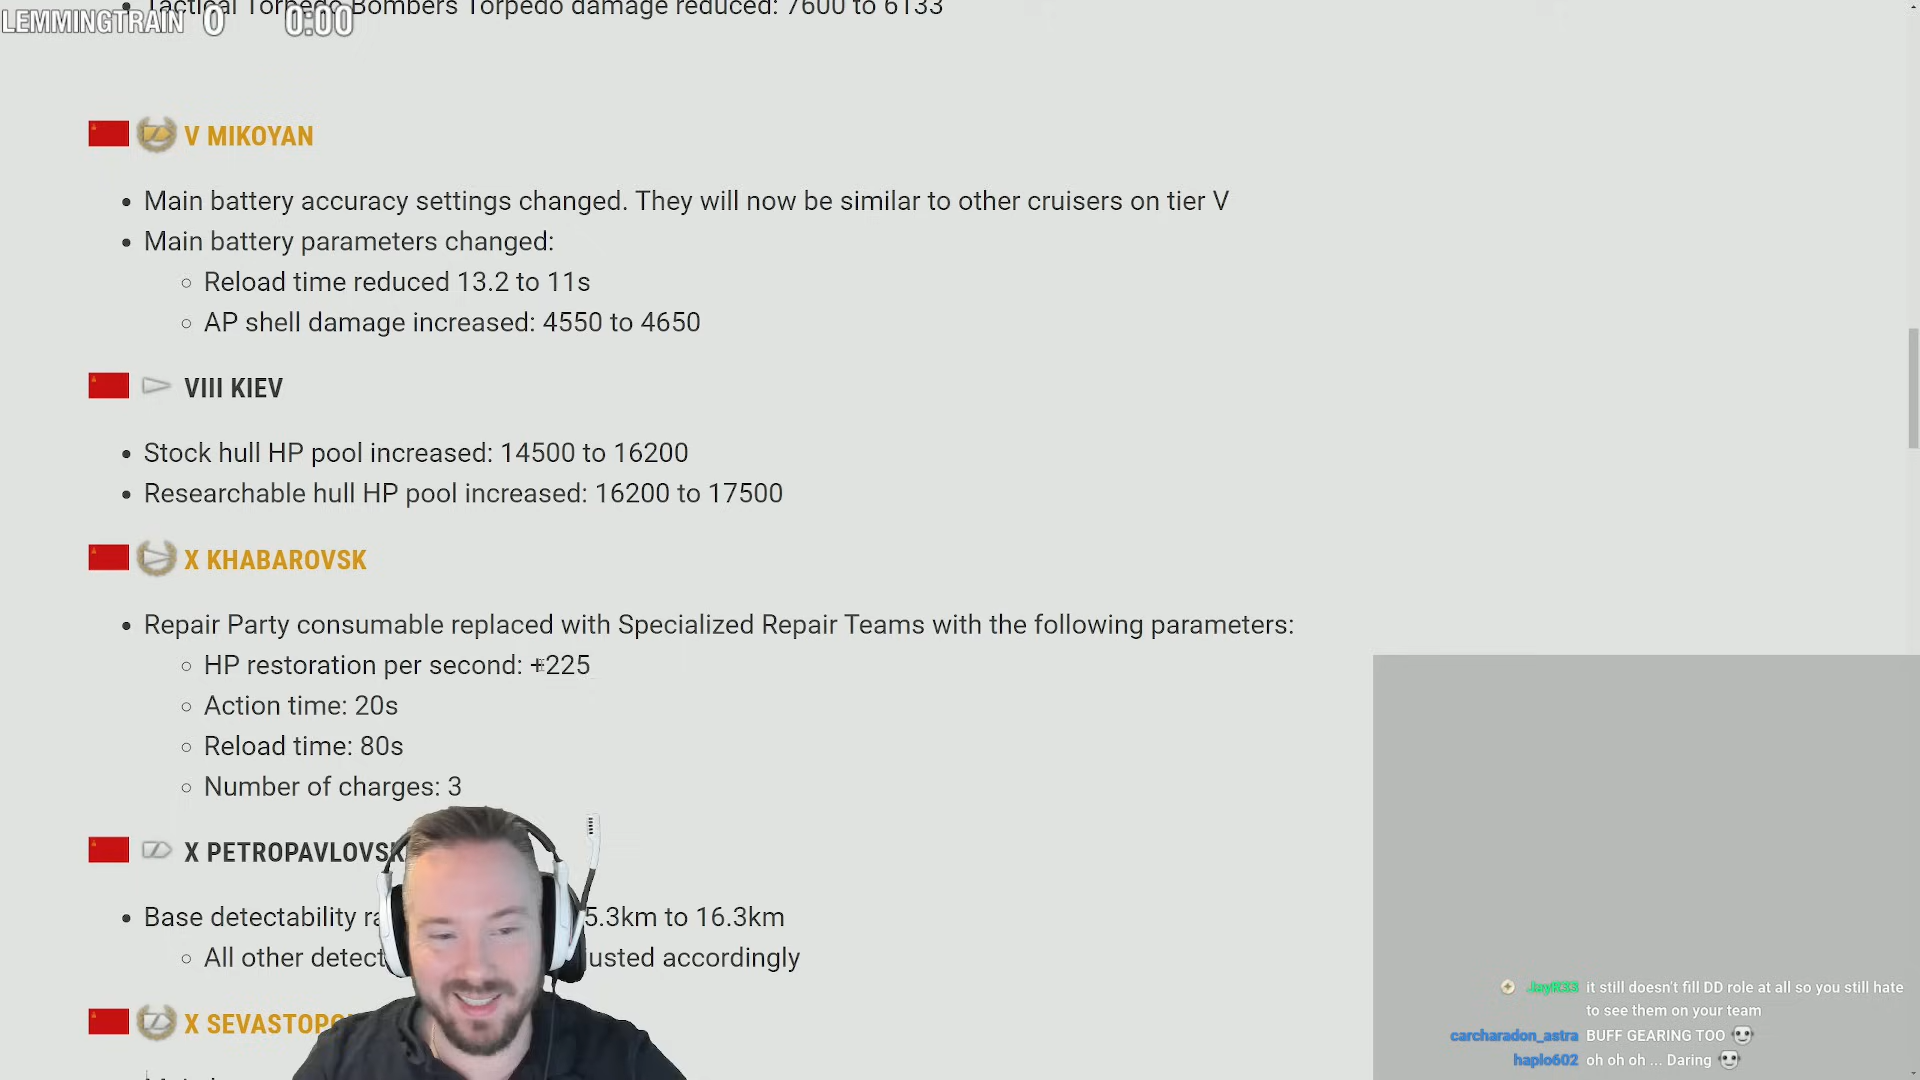 Tactical Torpedo Bombers Torpedo damage reduced: 7600 to 6133
LEMMINGTRAIN 0 0:00
V MIKOYAN
Main battery accuracy settings changed. They will now be similar to other cruisers on tier V
Main battery parameters changed:
Reload time reduced 13.2 to 11s
AP shell damage increased: 4550 to 4650
VIII KIEV
Stock hull HP pool increased: 14500 to 16200
Researchable hull HP pool increased: 16200 to 17500
X KHABAROVSK
Repair Party consumable replaced with Specialized Repair Teams with the following parameters:
HP restoration per second: +225
Action time: 20s
Reload time: 80s
Number of charges: 3
X PETROPAVLOVSK
Base detectability 5.3km to 16.3km
All other accordingly
X
JayR33 it still doesn't fill DD role at all so you still hate
to see them on your team
carcharadon_astra BUFF GEARING TOO
haplo602 oh oh oh ... Daring